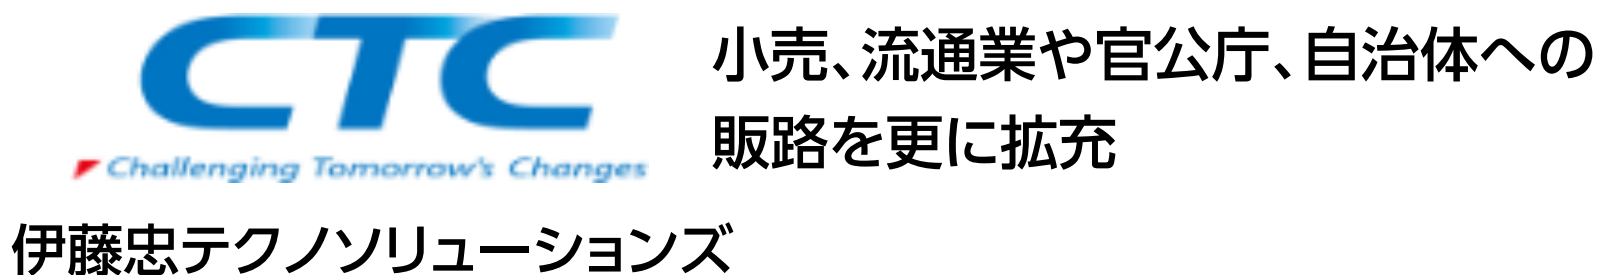 CTC
Challenging Tomorrow's Changes
小売、流通業や官公庁、自治体への
販路を更に拡充
伊藤忠テクノソリューションズ